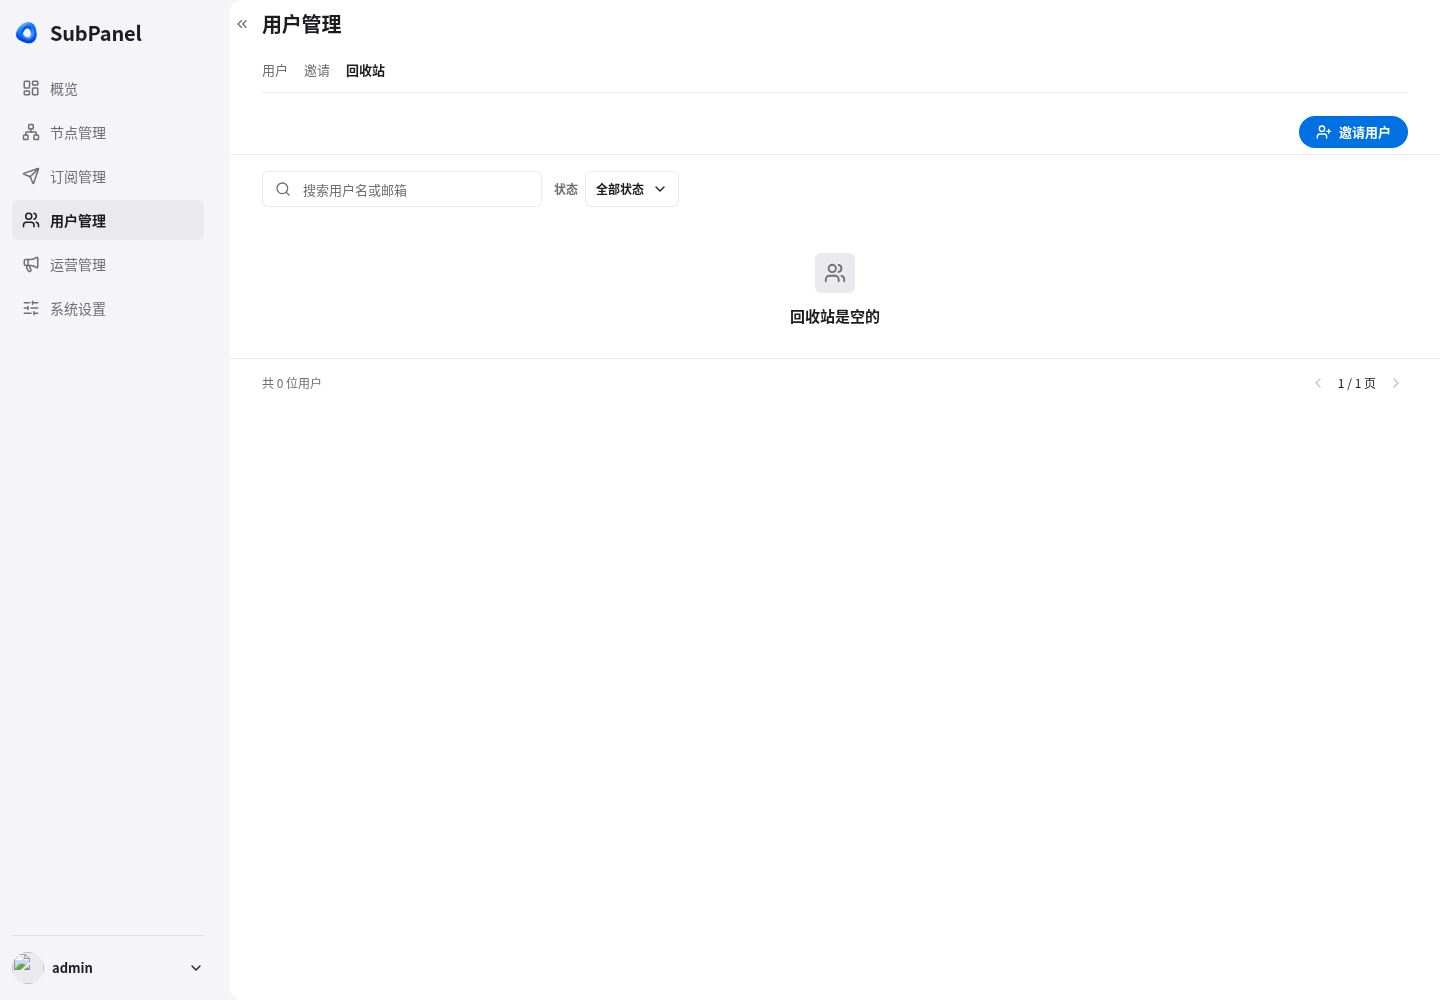 SubPanel
概览
节点管理
订阅管理
用户管理
运营管理
系统设置
admin
用户管理
用户 邀请 回收站
邀请用户
搜索用户名或邮箱 状态 全部状态
回收站是空的
共 0 位用户 1 / 1 页